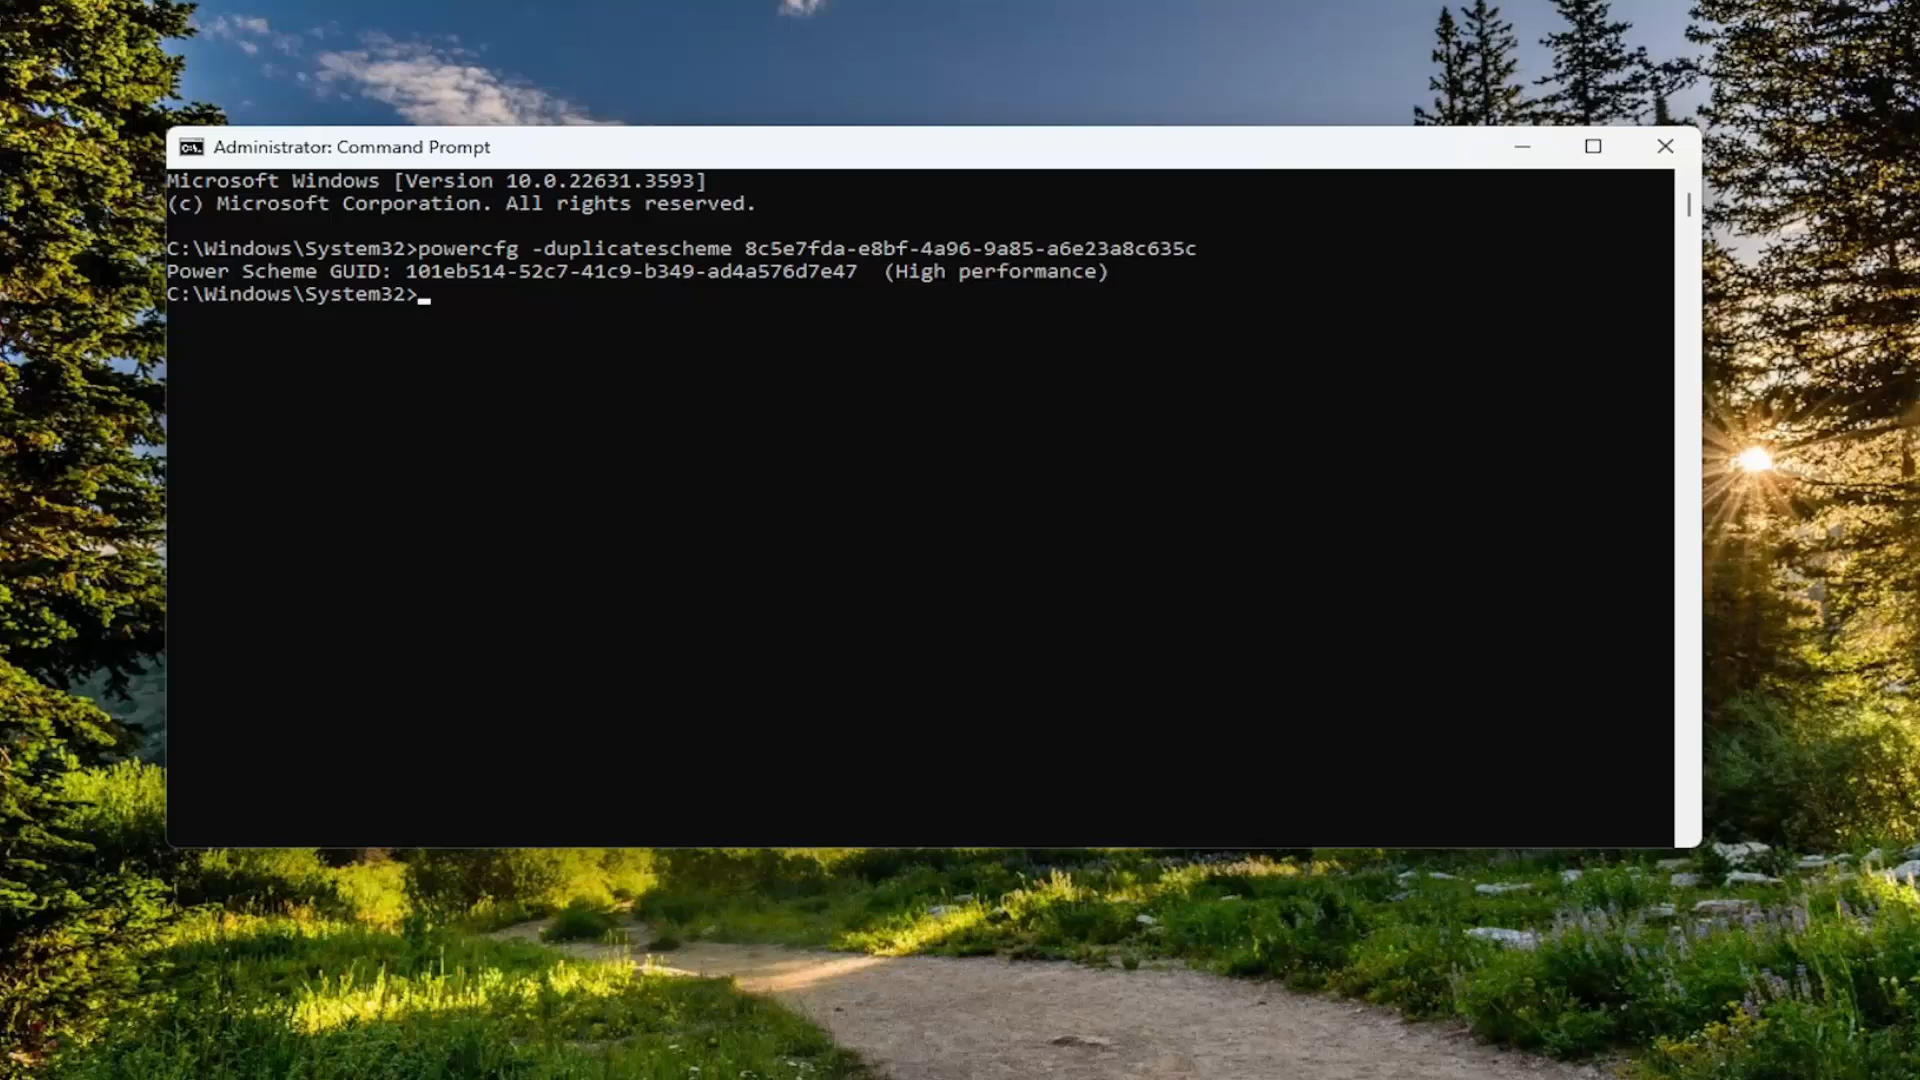 Administrator: Command Prompt
Microsoft Windows [Version 10.0.22631.3593]
(c) Microsoft Corporation. All rights reserved.
C:\Windows\System32>powercfg -duplicatescheme 8c5e7fda-e8bf-4a96-9a85-a6e23a8c635c
Power Scheme GUID: 101eb514-52c7-41c9-b349-ad4a576d7e47  (High performance)
C:\Windows\System32>